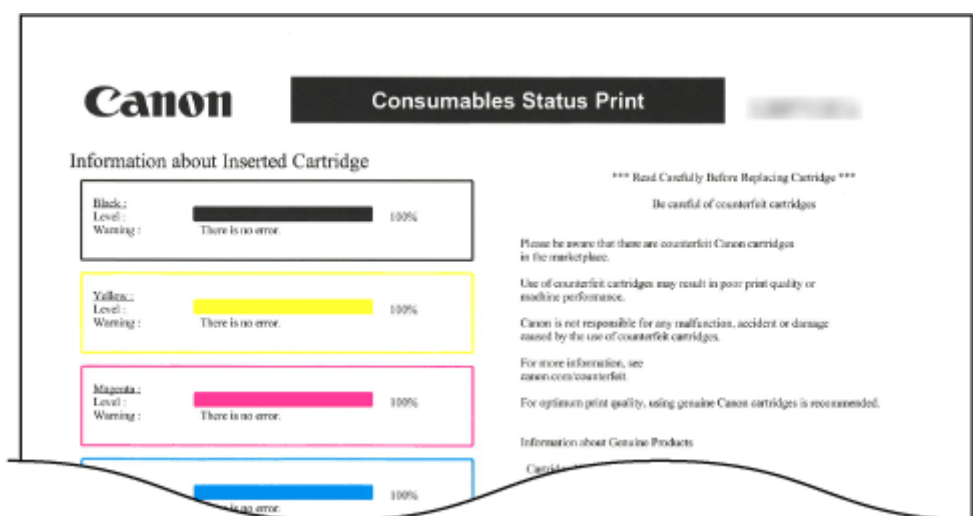 Canon
Consumables Status Print
Information about Inserted Cartridge
Black :
Level :
100%
Warning :
There is no error.
Yellow :
Level :
100%
Warning :
There is no error.
Magenta :
Level :
100%
Warning :
There is no error.
100%
is no error.
*** Read Carefully Before Replacing Cartridge ***
Be careful of counterfeit cartridges
Please be aware that there are counterfeit Canon cartridges
in the marketplace.
Use of counterfeit cartridges may result in poor print quality or
machine performance.
Canon is not responsible for any malfunction, accident or damage
caused by the use of counterfeit cartridges.
For more information, see
canon.com/counterfeit
For optimum print quality, using genuine Canon cartridges is recommended.
Information about Genuine Products